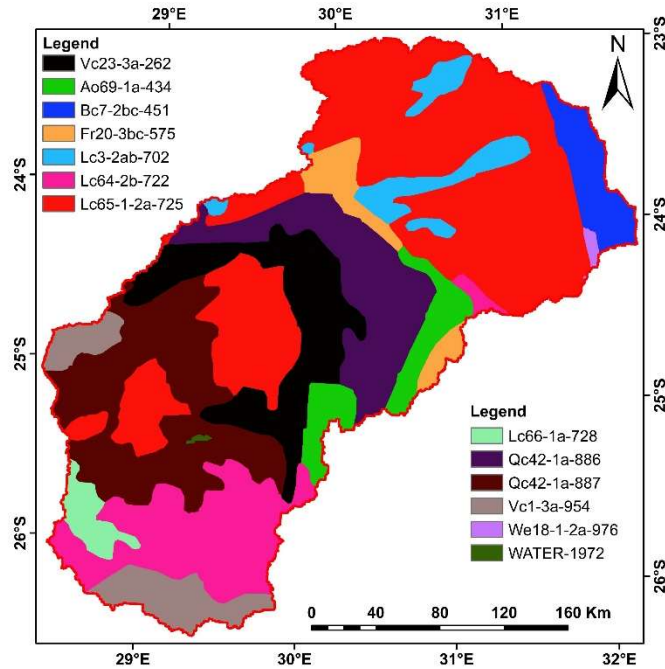 29°E 30°E 31°E
Legend
Vc23-3a-262
Ao69-1a-434
Bc7-2bc-451
Fr20-3bc-575
Lc3-2ab-702
Lc64-2b-722
Lc65-1-2a-725
N
23°S
24°S
24°S
25°S
25°S
26°S
26°S
Legend
Lc66-1a-728
Qc42-1a-886
Qc42-1a-887
Vc1-3a-954
We18-1-2a-976
WATER-1972
0 40 80 120 160 Km
29°E 30°E 31°E